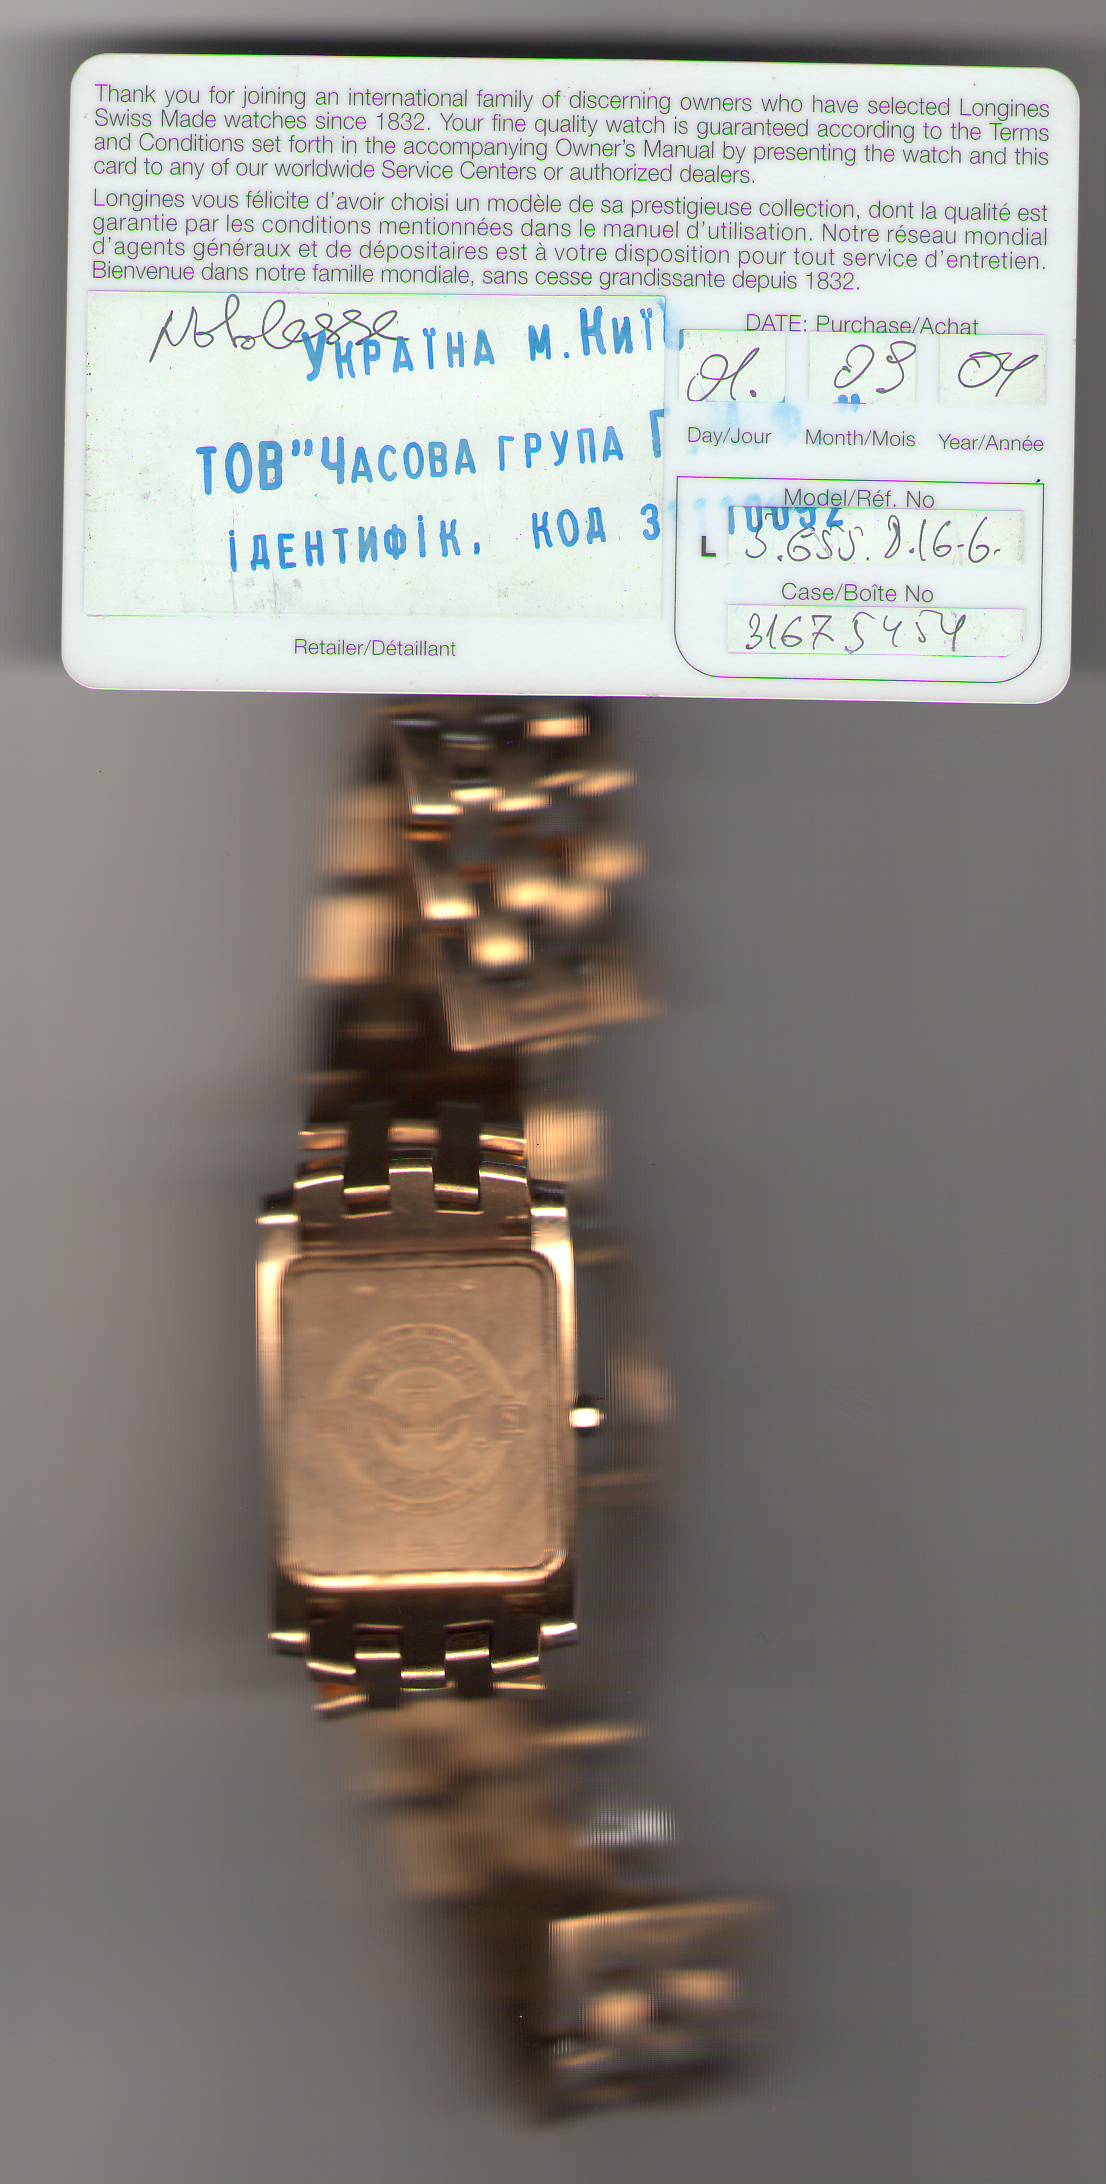 Thank you for joining an international family of discerning owners who have selected Longines
Swiss Made watches since 1832. Your fine quality watch is guaranteed according to the Terms
and Conditions set forth in the accompanying Owner's Manual by presenting the watch and this
card to any of our worldwide Service Centers or authorized dealers.
Longines vous félicite d'avoir choisi un modèle de sa prestigieuse collection, dont la qualité est
garantie par les conditions mentionnées dans le manuel d'utilisation. Notre réseau mondial
d'agents généraux et de dépositaires est à votre disposition pour tout service d'entretien.
Bienvenue dans notre famille mondiale, sans cesse grandissante depuis 1832.
Noblesse
УКРАЇНА м. Киї
ТОВ "ЧАСОВА ГРУПА
ІДЕНТИФІК. КОД 3
Retailer/Détaillant
DATE: Purchase/Achat
01. 09 04
Day/Jour Month/Mois Year/Année
Model/Réf. No
L 5.655.8.16.6.
Case/Boîte No
31675454